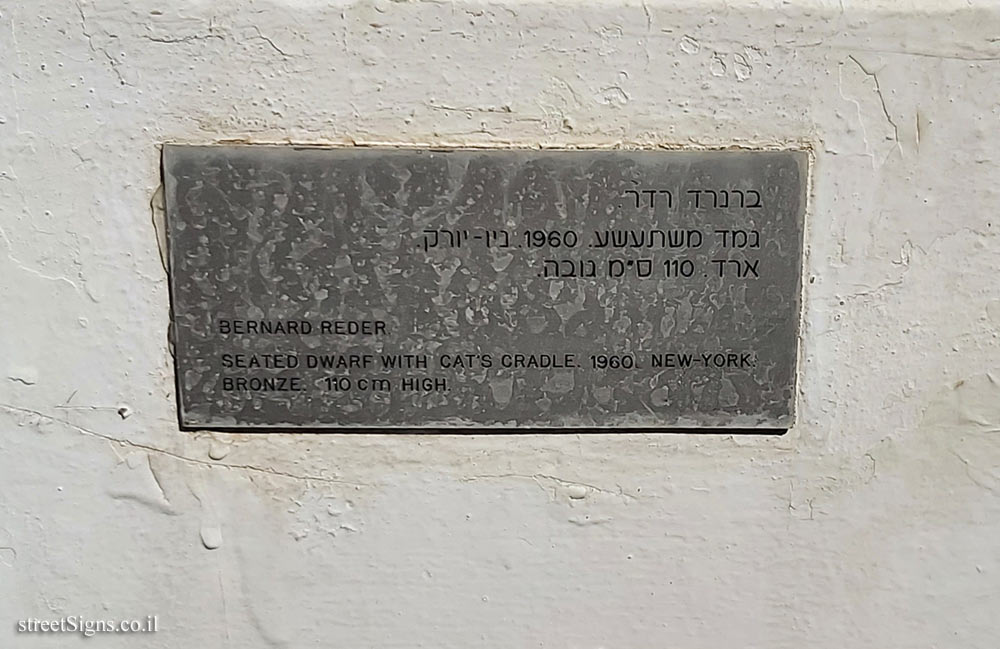 ברנרד רדר.
גמד משתעשע. 1960. ניו-יורק.
ארד. 110 ס"מ גובה.
BERNARD REDER.
SEATED DWARF WITH CAT'S CRADLE. 1960. NEW-YORK.
BRONZE. 110 cm HIGH.
streetSigns.co.il